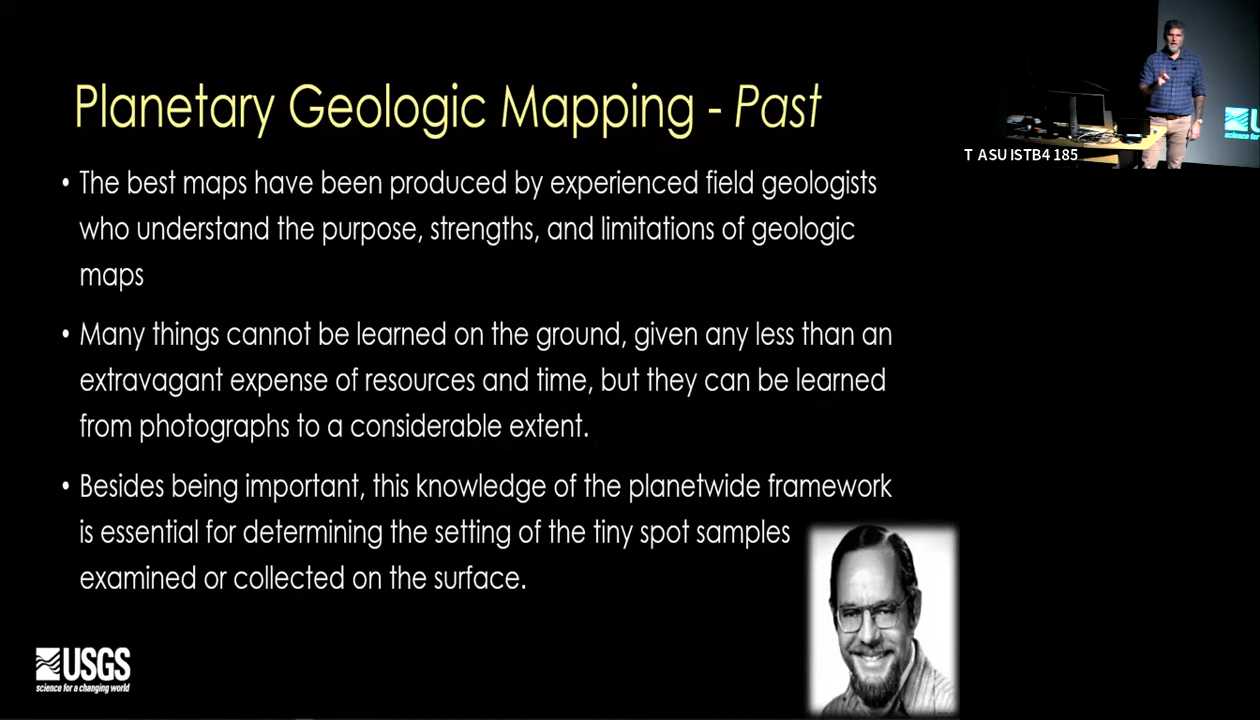 Planetary Geologic Mapping - Past
• The best maps have been produced by experienced field geologists
who understand the purpose, strengths, and limitations of geologic
maps
• Many things cannot be learned on the ground, given any less than an
extravagant expense of resources and time, but they can be learned
from photographs to a considerable extent.
• Besides being important, this knowledge of the planetwide framework
is essential for determining the setting of the tiny spot samples
examined or collected on the surface.
USGS
science for a changing world
T ASU ISTB4 185
science for